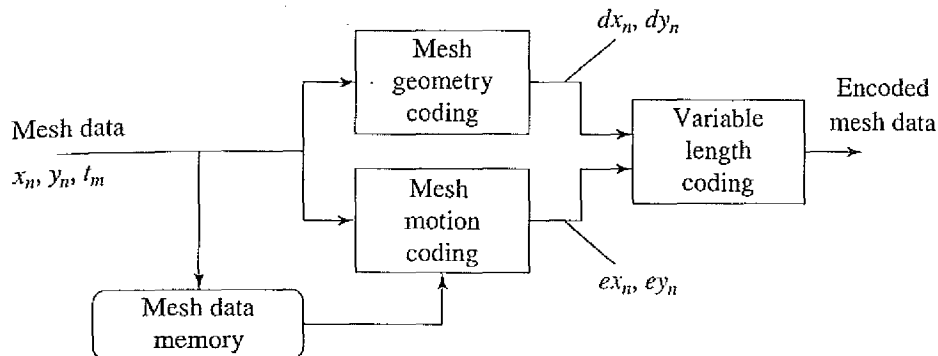 Mesh data
x_n, y_n, t_m
Mesh
geometry
coding
dx_n, dy_n
Mesh
motion
coding
ex_n, ey_n
Variable
length
coding
Encoded
mesh data
Mesh data
memory